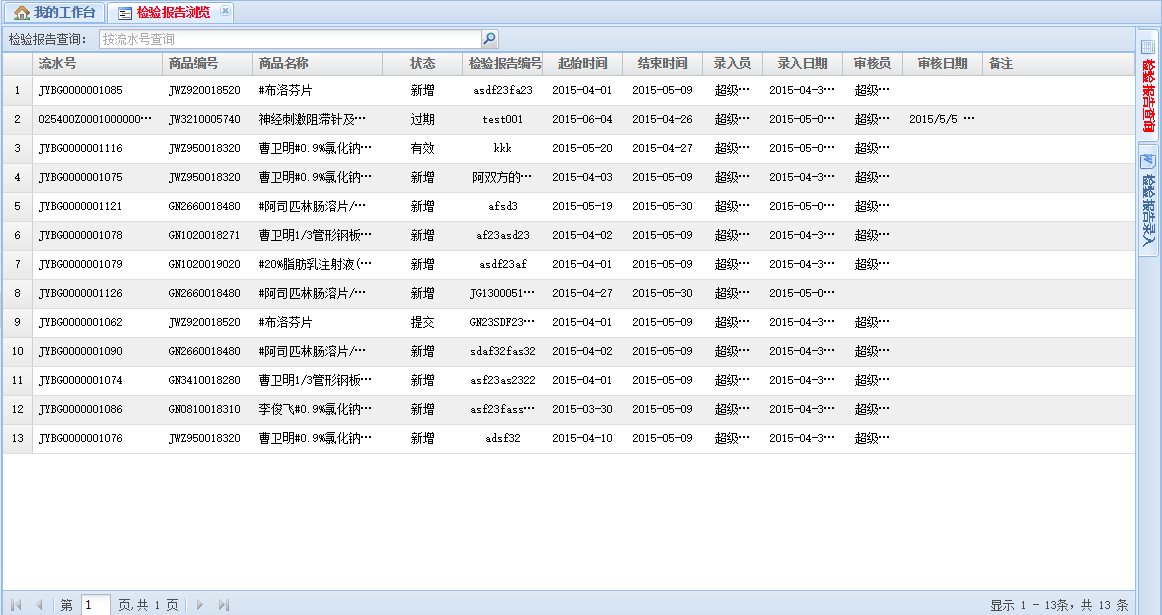 我的工作台 检验报告浏览
检验报告查询： 按流水号查询
流水号 商品编号 商品名称 状态 检验报告编号 起始时间 结束时间 录入员 录入日期 审核员 审核日期 备注
1 JYBG0000001085 JWZ920018520 #布洛芬片 新增 asdf23fa23 2015-04-01 2015-05-09 超级… 2015-04-3… 超级…
2 025400Z0001000000… JW3210005740 神经刺激阻滞针及… 过期 test001 2015-06-04 2015-04-26 超级… 2015-05-0… 超级… 2015/5/5 …
3 JYBG0000001116 JWZ950018320 曹卫明#0.9%氯化钠… 有效 kkk 2015-05-20 2015-04-27 超级… 2015-05-0… 超级…
4 JYBG0000001075 JWZ950018320 曹卫明#0.9%氯化钠… 新增 阿双方的… 2015-04-03 2015-05-09 超级… 2015-04-3… 超级…
5 JYBG0000001121 GN2660018480 #阿司匹林肠溶片/… 新增 afsd3 2015-05-19 2015-05-30 超级… 2015-05-0… 超级…
6 JYBG0000001078 GN1020018271 曹卫明1/3管形钢板… 新增 af23asd23 2015-04-02 2015-05-09 超级… 2015-04-3… 超级…
7 JYBG0000001079 GN1020019020 #20%脂肪乳注射液(… 新增 asdf23af 2015-04-01 2015-05-09 超级… 2015-04-3… 超级…
8 JYBG0000001126 GN2660018480 #阿司匹林肠溶片/… 新增 JG1300051… 2015-04-27 2015-05-30 超级… 2015-05-0…
9 JYBG0000001062 JWZ920018520 #布洛芬片 提交 GN23SDF23… 2015-04-01 2015-05-09 超级… 2015-04-3… 超级…
10 JYBG0000001090 GN2660018480 #阿司匹林肠溶片/… 新增 sdaf32fas32 2015-04-02 2015-05-09 超级… 2015-04-3… 超级…
11 JYBG0000001074 GN3410018280 曹卫明1/3管形钢板… 新增 asf23as2322 2015-04-01 2015-05-09 超级… 2015-04-3… 超级…
12 JYBG0000001086 GN0810018310 李俊飞#0.9%氯化钠… 新增 asf23fass… 2015-03-30 2015-05-09 超级… 2015-04-3… 超级…
13 JYBG0000001076 JWZ950018320 曹卫明#0.9%氯化钠… 新增 adsf32 2015-04-10 2015-05-09 超级… 2015-04-3… 超级…
第 1 页,共 1 页
显示 1 - 13条，共 13 条
检验报告查询
检验报告录入